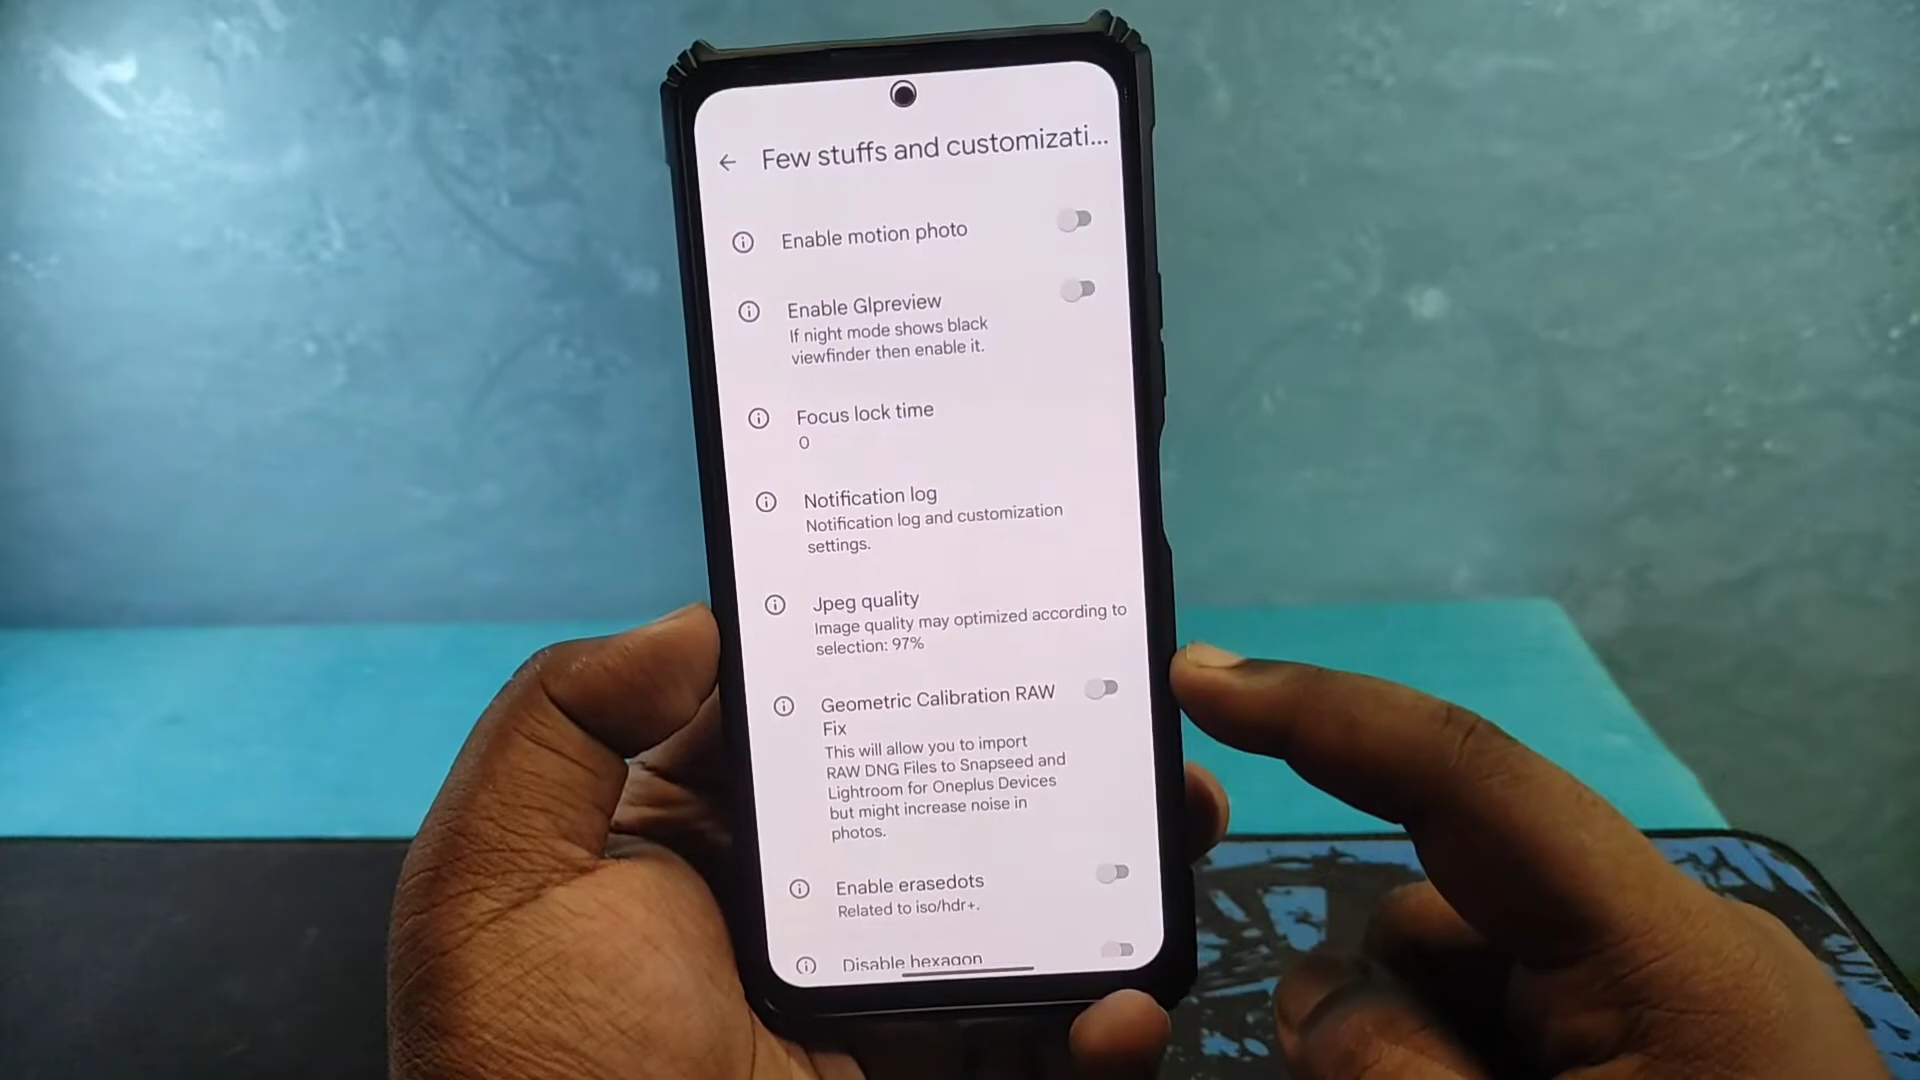 Few stuffs and customizati...
Enable motion photo
Enable Glpreview
If night mode shows black
viewfinder then enable it.
Focus lock time
0
Notification log
Notification log and customization
settings.
Jpeg quality
Image quality may optimized according to
selection: 97%
Geometric Calibration RAW
Fix
This will allow you to import
RAW DNG Files to Snapseed and
Lightroom for Oneplus Devices
but might increase noise in
photos.
Enable erasedots
Related to iso/hdr+.
Disable hexagon